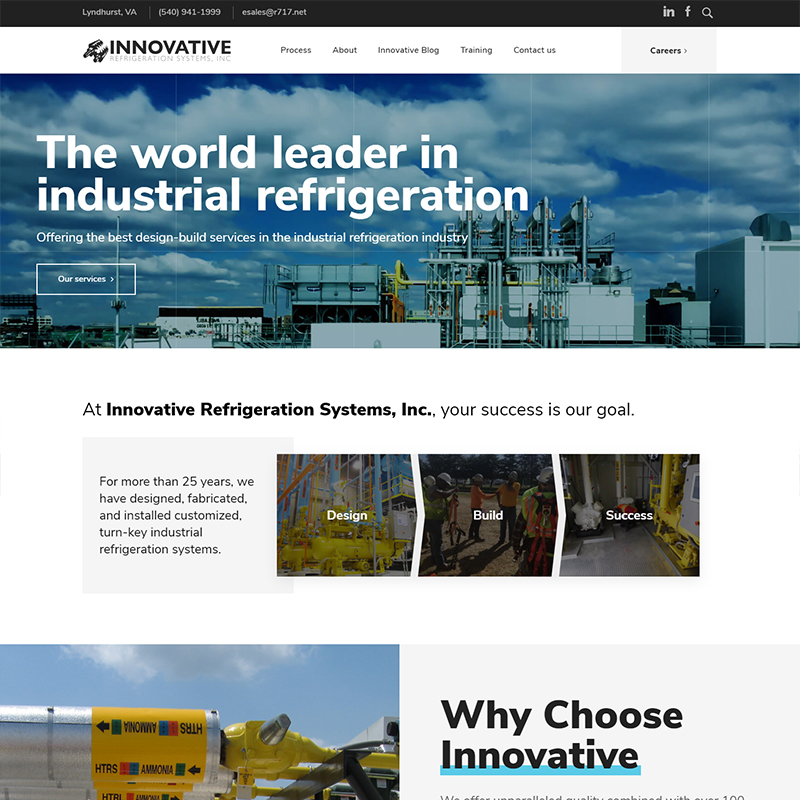 Lyndhurst, VA
(540) 941-1999
esales@r717.net
INNOVATIVE
REFRIGERATION SYSTEMS, INC
Process
About
Innovative Blog
Training
Contact us
Careers ›
The world leader in
industrial refrigeration
Offering the best design-build services in the industrial refrigeration industry
Our services ›
At Innovative Refrigeration Systems, Inc., your success is our goal.
For more than 25 years, we
have designed, fabricated,
and installed customized,
turn-key industrial
refrigeration systems.
Design
Build
Success
AMMONIA HTRS
HTRS AMMONIA
HTRL AMMONIA
Why Choose
Innovative
We offer unparalleled quality combined with over 100